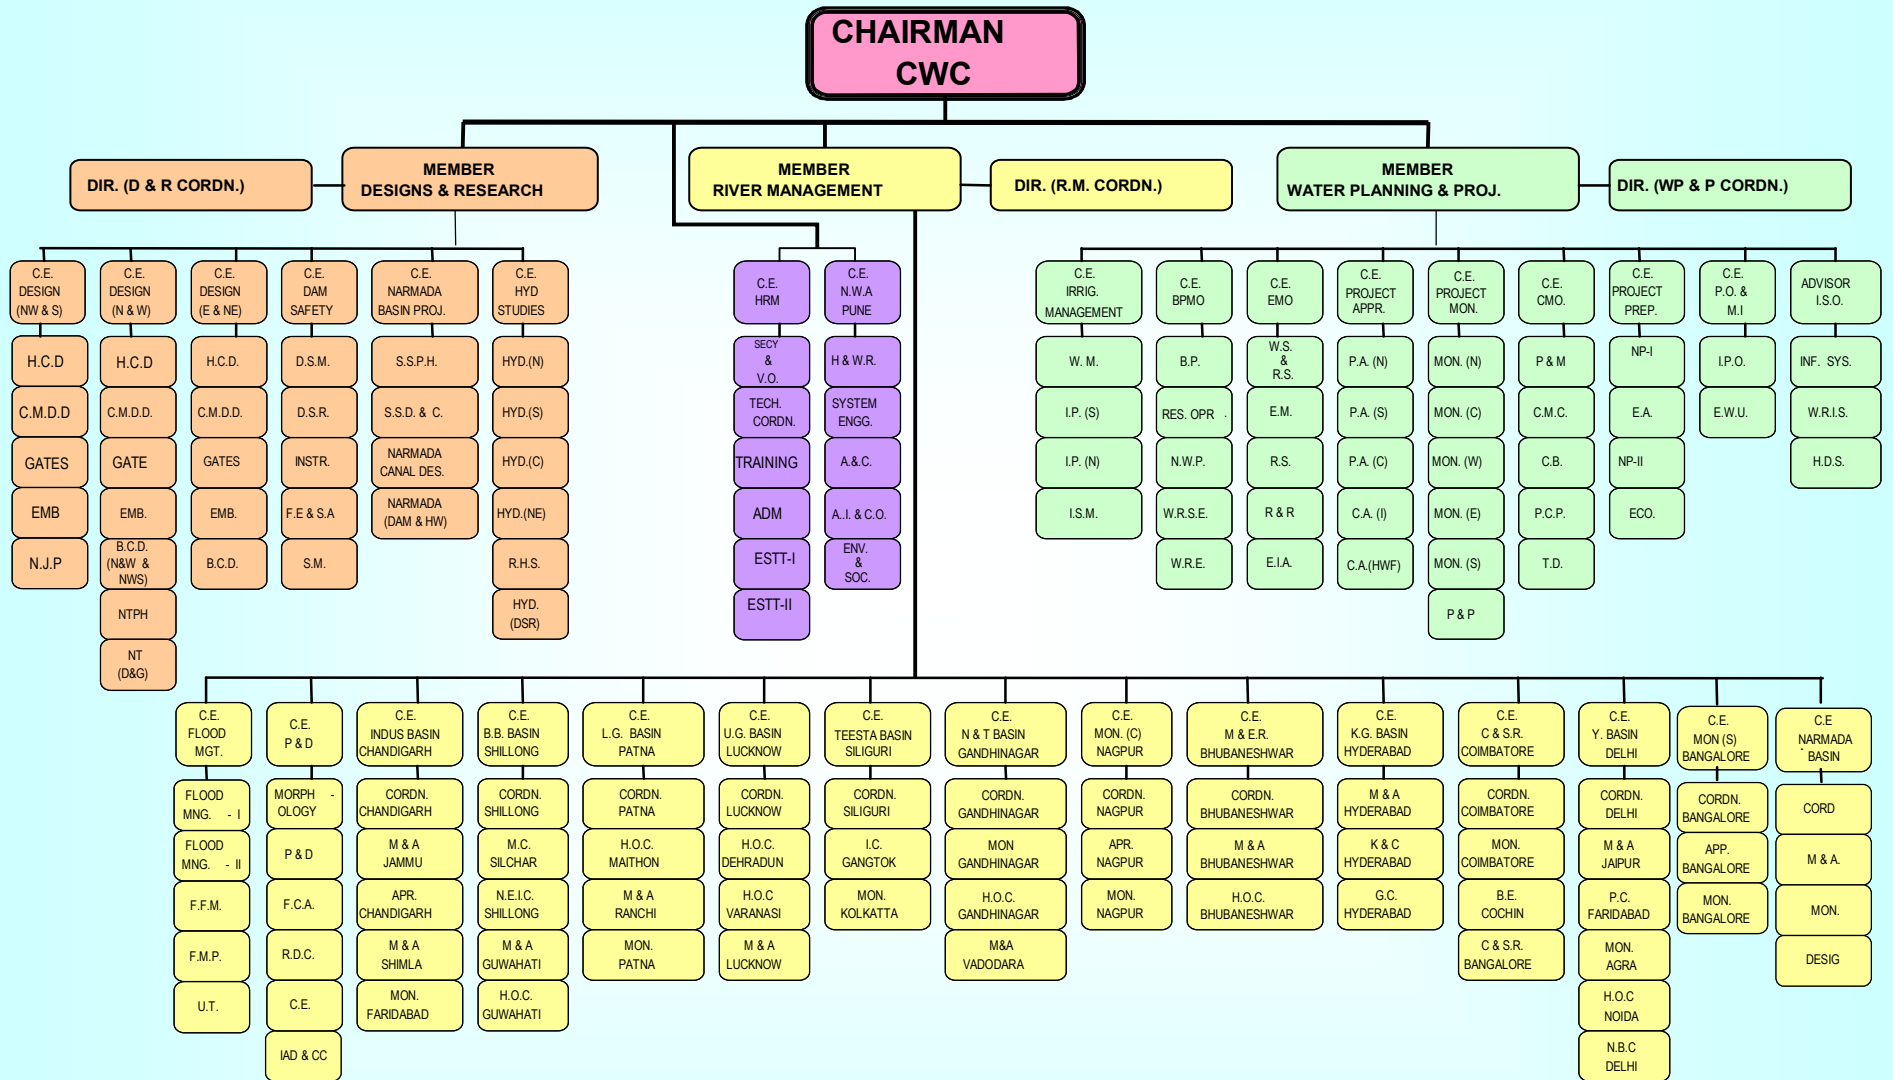 CHAIRMAN
CWC
DIR. (D & R CORDN.)
MEMBER
DESIGNS & RESEARCH
MEMBER
RIVER MANAGEMENT
DIR. (R.M. CORDN.)
MEMBER
WATER PLANNING & PROJ.
DIR. (WP & P CORDN.)
C.E.
DESIGN
(NW & S)
H.C.D
C.M.D.D
GATES
EMB
N.J.P
C.E.
DESIGN
(N & W)
H.C.D
C.M.D.D.
GATE
EMB.
B.C.D.
(N&W &
NWS)
NTPH
NT
(D&G)
C.E.
DESIGN
(E & NE)
H.C.D.
C.M.D.D.
GATES
EMB.
B.C.D.
C.E.
DAM
SAFETY
D.S.M.
D.S.R.
INSTR.
F.E & S.A
S.M.
C.E.
NARMADA
BASIN PROJ.
S.S.P.H.
S.S.D. & C.
NARMADA
CANAL DES.
NARMADA
(DAM & HW)
C.E.
HYD
STUDIES
HYD.(N)
HYD.(S)
HYD.(C)
HYD.(NE)
R.H.S.
HYD.
(DSR)
C.E.
HRM
SECY
&
V.O.
TECH.
CORDN.
TRAINING
ADM
ESTT-I
ESTT-II
C.E.
N.W.A
PUNE
H & W.R.
SYSTEM
ENGG.
A.&.C.
A..I. & C.O.
ENV.
&
SOC.
C.E.
IRRIG.
MANAGEMENT
W. M.
I.P. (S)
I.P. (N)
I.S.M.
C.E.
BPMO
B.P.
RES. OPR .
N.W.P.
W.R.S.E.
W.R.E.
C.E.
EMO
W.S.
&
R.S.
E.M.
R.S.
R & R
E.I.A.
C.E.
PROJECT
APPR.
P.A. (N)
P.A. (S)
P.A. (C)
C.A. (I)
C.A.(HWF)
C.E.
PROJECT
MON.
MON. (N)
MON. (C)
MON. (W)
MON. (E)
MON. (S)
P & P
C.E.
CMO.
P & M
C.M.C.
C.B.
P.C.P.
T.D.
C.E.
PROJECT
PREP.
NP-I
E.A.
NP-II
ECO.
C.E.
P.O. &
M.I
I.P.O.
E.W.U.
ADVISOR
I.S.O.
INF. SYS.
W.R.I.S.
H.D.S.
C.E.
FLOOD
MGT.
FLOOD
MNG. - I
FLOOD
MNG. - II
F.F.M.
F.M.P.
U.T.
C.E.
P & D
MORPH -
OLOGY
P & D
F.C.A.
R.D.C.
C.E.
IAD & CC
C.E.
INDUS BASIN
CHANDIGARH
CORDN.
CHANDIGARH
M & A
JAMMU
APR.
CHANDIGARH
M & A
SHIMLA
MON.
FARIDABAD
C.E.
B.B. BASIN
SHILLONG
CORDN.
SHILLONG
M.C.
SILCHAR
N.E.I.C.
SHILLONG
M & A
GUWAHATI
H.O.C.
GUWAHATI
C.E.
L.G. BASIN
PATNA
CORDN.
PATNA
H.O.C.
MAITHON
M & A
RANCHI
MON.
PATNA
C.E.
U.G. BASIN
LUCKNOW
CORDN.
LUCKNOW
H.O.C.
DEHRADUN
H.O.C.
VARANASI
M & A
LUCKNOW
C.E.
TEESTA BASIN
SILIGURI
CORDN.
SILIGURI
I.C.
GANGTOK
MON.
KOLKATTA
C.E.
N & T BASIN
GANDHINAGAR
CORDN.
GANDHINAGAR
MON
GANDHINAGAR
H.O.C.
GANDHINAGAR
M&A
VADODARA
C.E.
MON. (C)
NAGPUR
CORDN.
NAGPUR
APR.
NAGPUR
MON.
NAGPUR
C.E.
M & E.R.
BHUBANESHWAR
CORDN.
BHUBANESHWAR
M & A
BHUBANESHWAR
H.O.C.
BHUBANESHWAR
C.E.
K.G. BASIN
HYDERABAD
M & A
HYDERABAD
K & C
HYDERABAD
G.C.
HYDERABAD
C.E.
C & S.R.
COIMBATORE
CORDN.
COIMBATORE
MON.
COIMBATORE
B.E.
COCHIN
C & S.R.
BANGALORE
C.E.
Y. BASIN
DELHI
CORDN.
DELHI
M & A
JAIPUR
P.C.
FARIDABAD
MON.
AGRA
H.O.C
NOIDA
N.B.C
DELHI
C.E.
MON (S)
BANGALORE
CORDN.
BANGALORE
APP.
BANGALORE
MON.
BANGALORE
C.E
NARMADA
BASIN
CORD
M & A.
MON.
DESIG